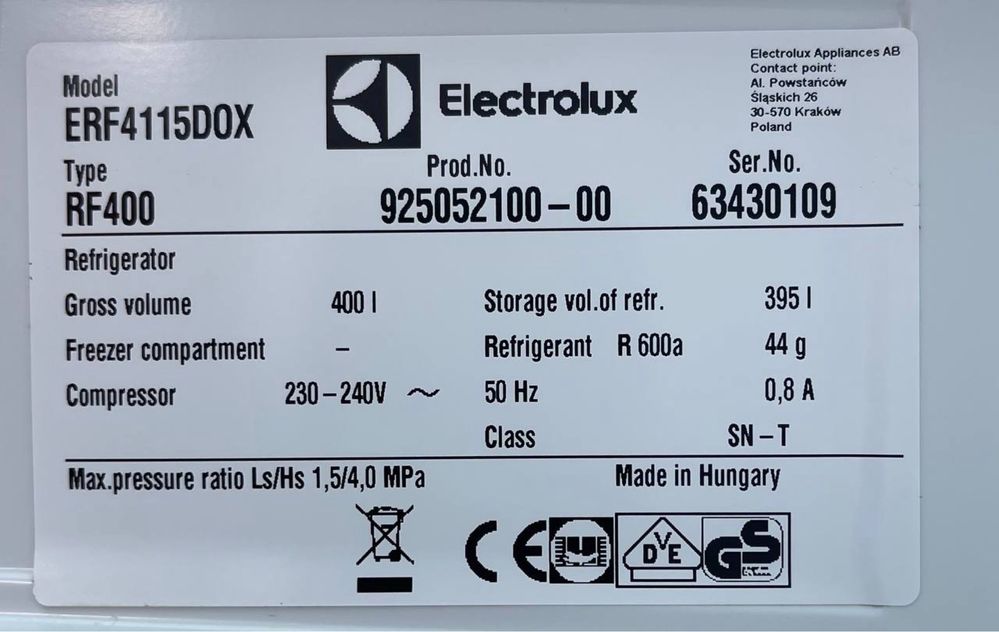 Model
ERF4115DOX
Electrolux
Electrolux Appliances AB
Contact point:
Al. Powstańców
Śląskich 26
30-570 Kraków
Poland
Type
RF400
Prod.No.
925052100-00
Ser.No.
63430109
Refrigerator
Gross volume 400 l Storage vol.of refr. 395 l
Freezer compartment – Refrigerant R 600a 44 g
Compressor 230-240V ~ 50 Hz 0,8 A
Class SN-T
Max.pressure ratio Ls/Hs 1,5/4,0 MPa Made in Hungary
CE DVE GS